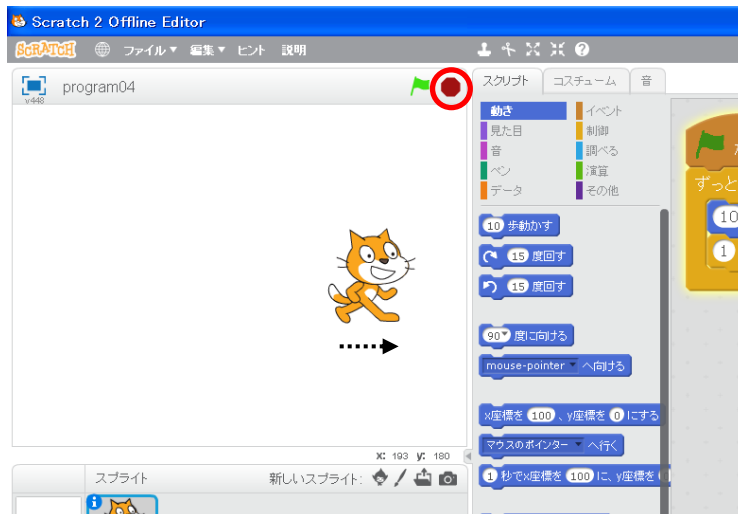 Scratch 2 Offline Editor
SCRATCH ファイル▼ 編集▼ ヒント 説明
v448 program04
スクリプト コスチューム 音
動き イベント
見た目 制御
音 調べる
ペン 演算
データ その他
10 歩動かす
15 度回す
15 度回す
90▼ 度に向ける
mouse-pointer へ向ける
x座標を 100 、y座標を 0 にする
マウスのポインター へ行く
1 秒でx座標を 100 に、y座標を
ずっと
10
1
X: 193 y: 180
スプライト 新しいスプライト: